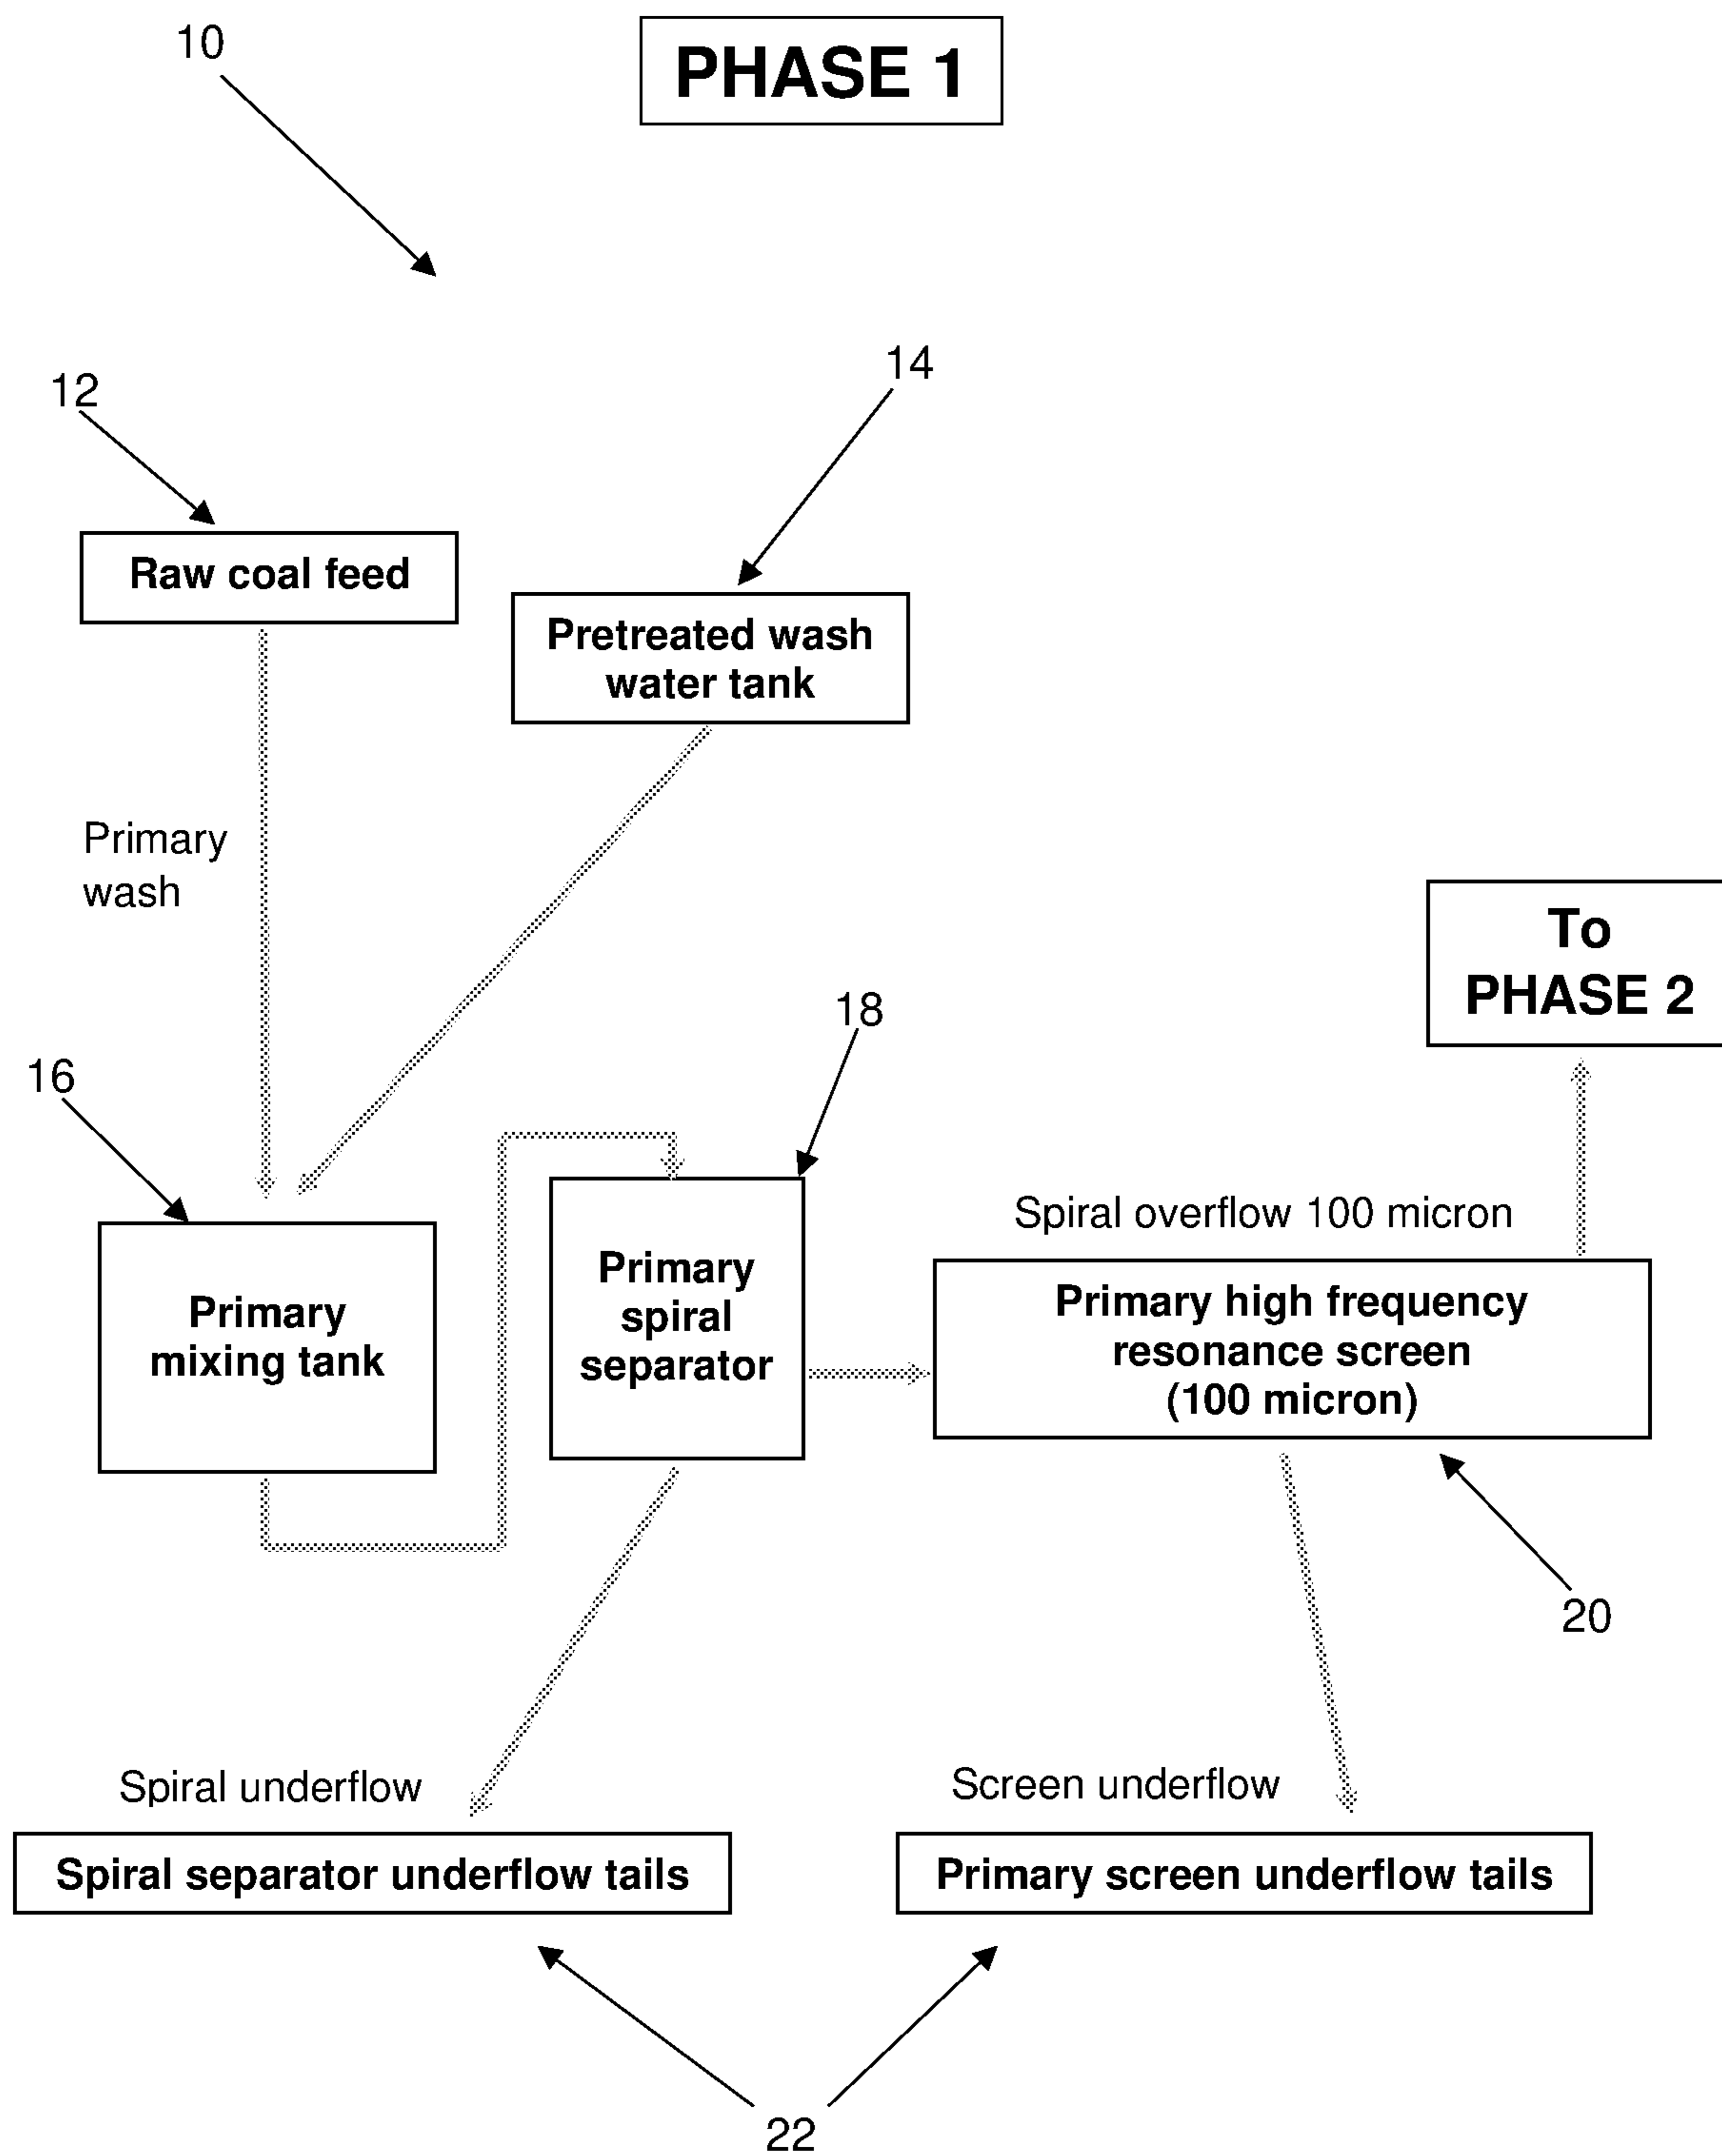 10
PHASE 1
14
12
Raw coal feed
Pretreated wash
water tank
Primary
wash
To
PHASE 2
18
16
Spiral overflow 100 micron
Primary
mixing tank
Primary
spiral
separator
Primary high frequency
resonance screen
(100 micron)
20
Spiral underflow
Screen underflow
Spiral separator underflow tails
Primary screen underflow tails
22